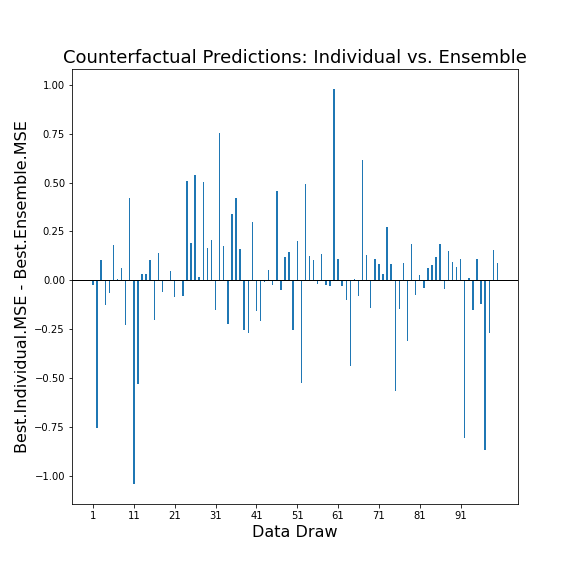 Counterfactual Predictions: Individual vs. Ensemble
Best.Individual.MSE - Best.Ensemble.MSE
1.00
0.75
0.50
0.25
0.00
−0.25
−0.50
−0.75
−1.00
1 11 21 31 41 51 61 71 81 91
Data Draw